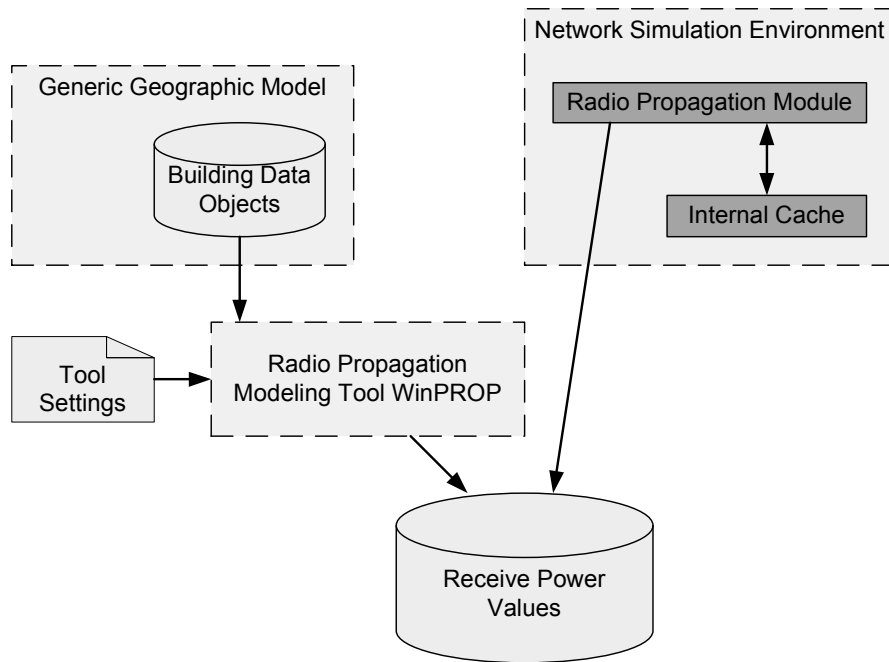 Network Simulation Environment
Radio Propagation Module
Internal Cache
Generic Geographic Model
Building Data
Objects
Tool
Settings
Radio Propagation
Modeling Tool WinPROP
Receive Power
Values